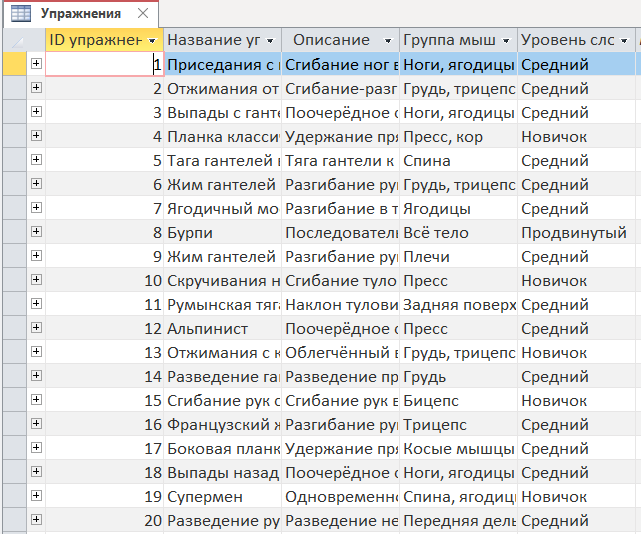 Упражнения
ID упражнен Название уг Описание Группа мыш Уровень слс
1 Приседания с Сгибание ног в Ноги, ягодицы Средний
2 Отжимания от Сгибание-разг Грудь, трицепс Средний
3 Выпады с ганте Поочерёдное с Ноги, ягодицы Средний
4 Планка класси Удержание пря Пресс, кор Новичок
5 Тага гантелей Тяга гантели к Спина Средний
6 Жим гантелей Разгибание рук Грудь, трицепс Средний
7 Ягодичный мо Разгибание в т Ягодицы Средний
8 Бурпи Последовател Всё тело Продвинутый
9 Жим гантелей Разгибание рук Плечи Средний
10 Скручивания н Сгибание туло Пресс Новичок
11 Румынская тяга Наклон тулови Задняя поверх Средний
12 Альпинист Поочерёдное с Пресс Средний
13 Отжимания с к Облегчённый в Грудь, трицепс Новичок
14 Разведение га Разведение пр Грудь Средний
15 Сгибание рук с Сгибание рук в Бицепс Новичок
16 Французский ж Разгибание рук Трицепс Средний
17 Боковая планк Удержание пря Косые мышцы Средний
18 Выпады назад Поочерёдное с Ноги, ягодицы Средний
19 Супермен Одновременно Спина, ягодиц Новичок
20 Разведение ру Разведение не Передняя дель Средний